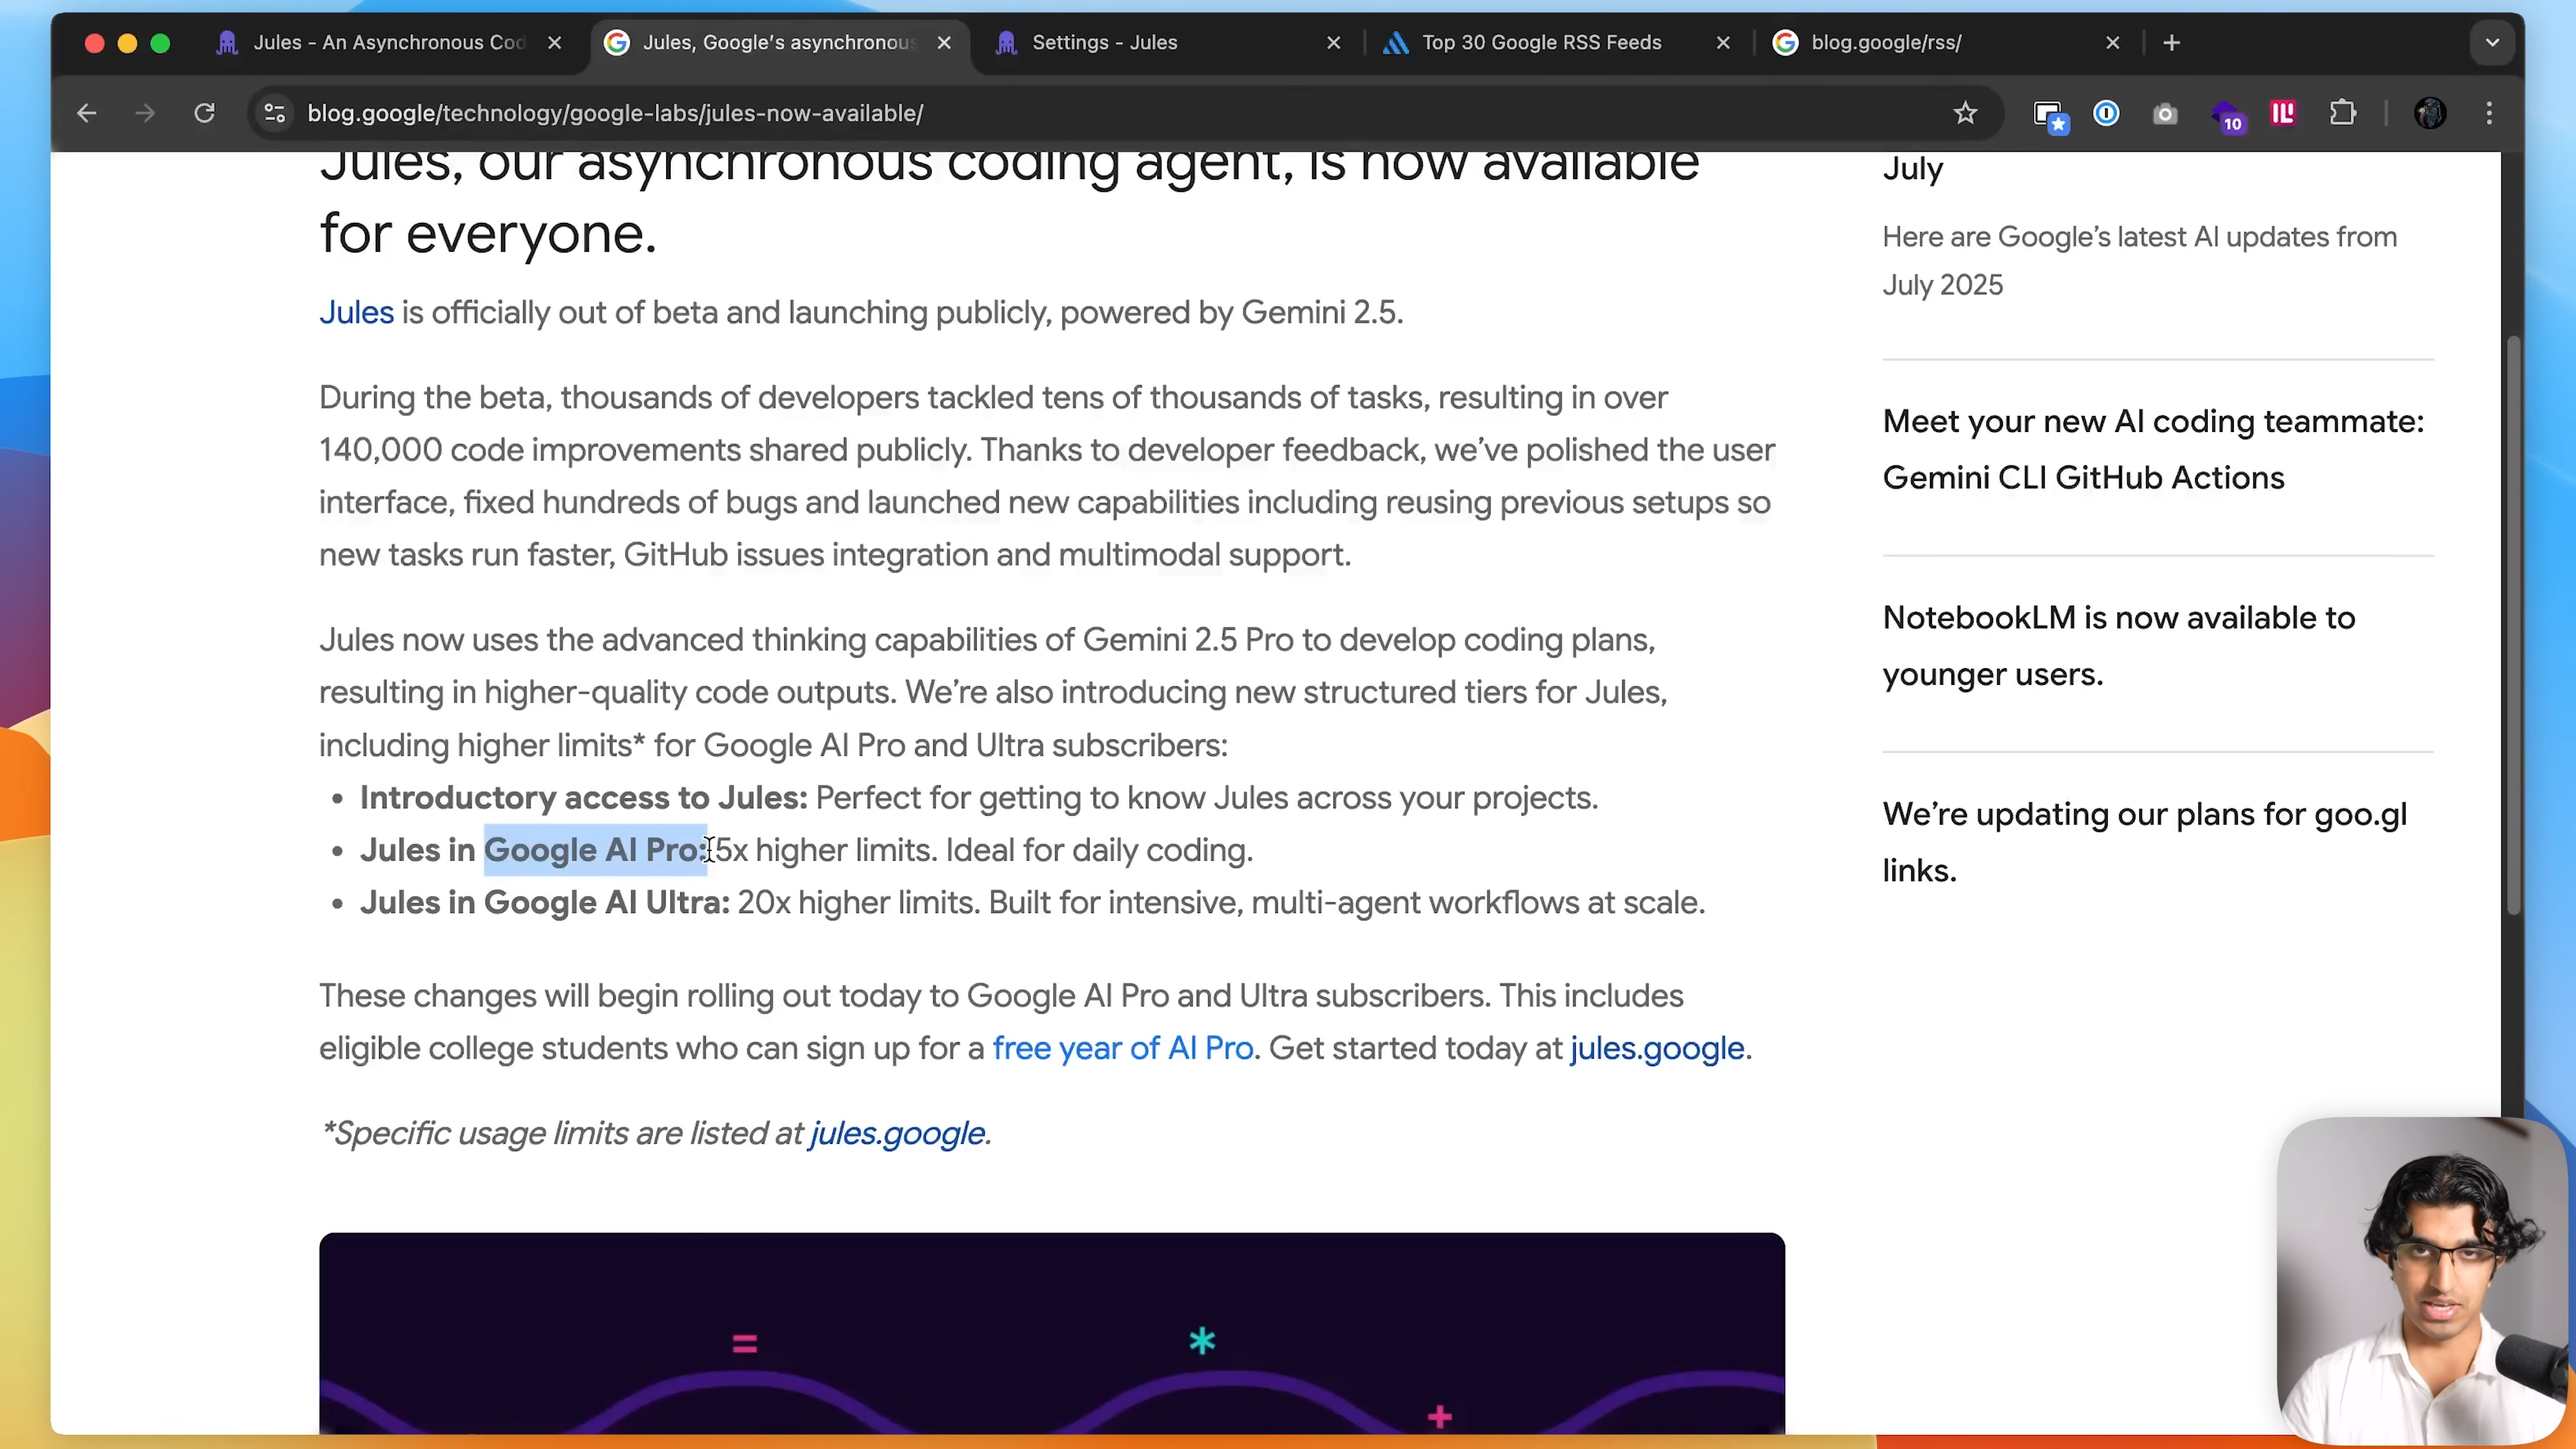 Jules - An Asynchronous Cod
Jules, Google's asynchronous
Settings - Jules
Top 30 Google RSS Feeds
blog.google/rss/
blog.google/technology/google-labs/jules-now-available/
10
Jules, our asynchronous coding agent, is now available
for everyone.
Jules is officially out of beta and launching publicly, powered by Gemini 2.5.
During the beta, thousands of developers tackled tens of thousands of tasks, resulting in over
140,000 code improvements shared publicly. Thanks to developer feedback, we've polished the user
interface, fixed hundreds of bugs and launched new capabilities including reusing previous setups so
new tasks run faster, GitHub issues integration and multimodal support.
Jules now uses the advanced thinking capabilities of Gemini 2.5 Pro to develop coding plans,
resulting in higher-quality code outputs. We're also introducing new structured tiers for Jules,
including higher limits* for Google AI Pro and Ultra subscribers:
• Introductory access to Jules: Perfect for getting to know Jules across your projects.
• Jules in Google AI Pro: 5x higher limits. Ideal for daily coding.
• Jules in Google AI Ultra: 20x higher limits. Built for intensive, multi-agent workflows at scale.
These changes will begin rolling out today to Google AI Pro and Ultra subscribers. This includes
eligible college students who can sign up for a free year of AI Pro. Get started today at jules.google.
*Specific usage limits are listed at jules.google.
=
*
+
July
Here are Google's latest AI updates from
July 2025
Meet your new AI coding teammate:
Gemini CLI GitHub Actions
NotebookLM is now available to
younger users.
We're updating our plans for goo.gl
links.